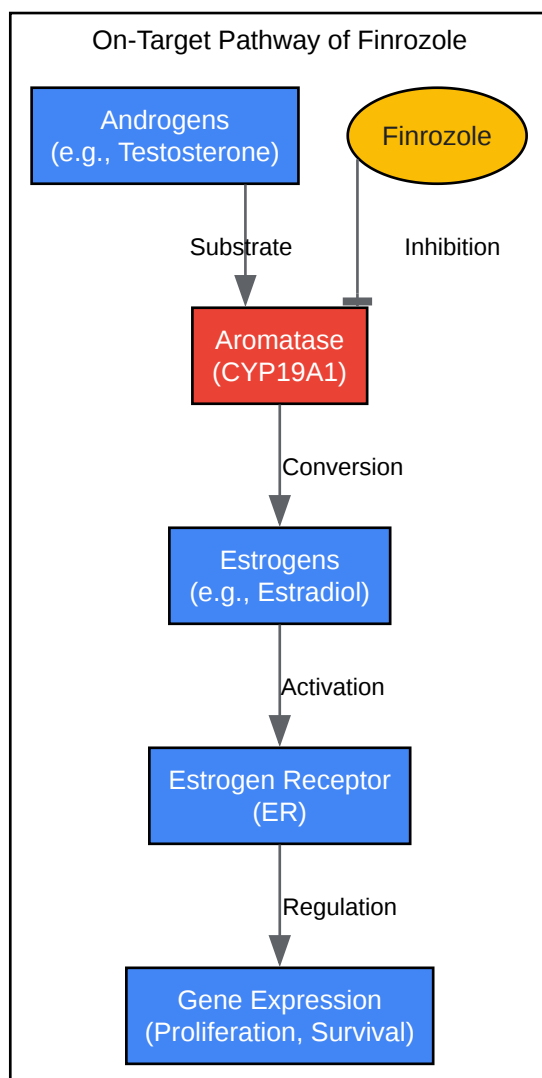 On-Target Pathway of Finrozole
Androgens
(e.g., Testosterone)
Finrozole
Substrate
Inhibition
Aromatase
(CYP19A1)
Conversion
Estrogens
(e.g., Estradiol)
Activation
Estrogen Receptor
(ER)
Regulation
Gene Expression
(Proliferation, Survival)